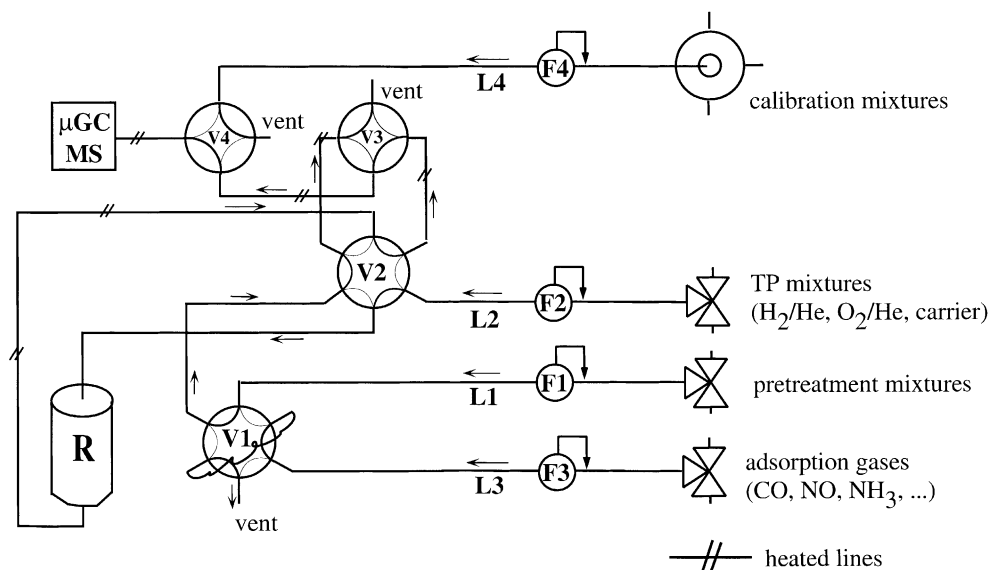 F4
L4
calibration mixtures
vent
μGC
MS
V4
vent
V3
V2
TP mixtures
(H2/He, O2/He, carrier)
F2
L2
F1
L1
pretreatment mixtures
R
V1
F3
L3
adsorption gases
(CO, NO, NH3, ...)
vent
heated lines